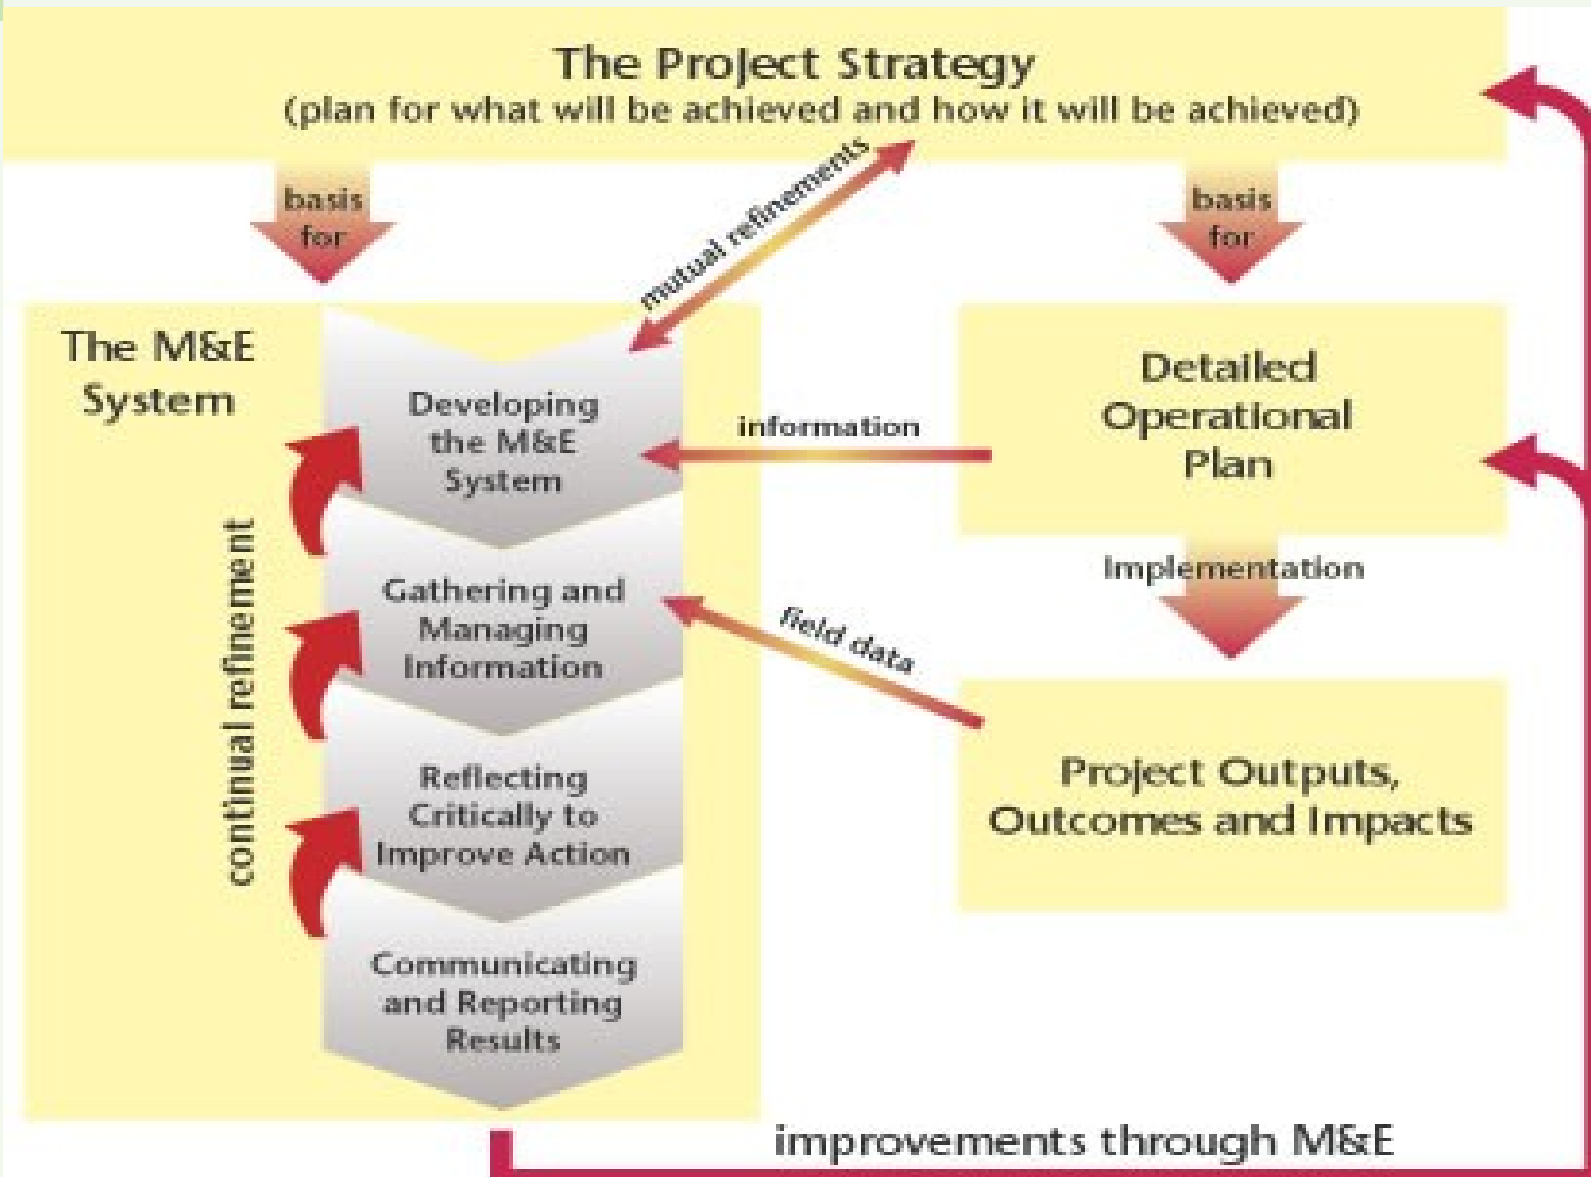 The Project Strategy
(plan for what will be achieved and how it will be achieved)
basis
for
mutual refinements
basis
for
The M&E
System
Developing
the M&E
System
information
Detailed
Operational
Plan
continual refinement
Gathering and
Managing
Information
field data
Implementation
Reflecting
Critically to
Improve Action
Project Outputs,
Outcomes and Impacts
Communicating
and Reporting
Results
improvements through M&E